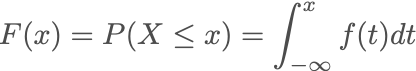 F(x) = P(X ≤ x) = ∫_{-∞}^{x} f(t)dt